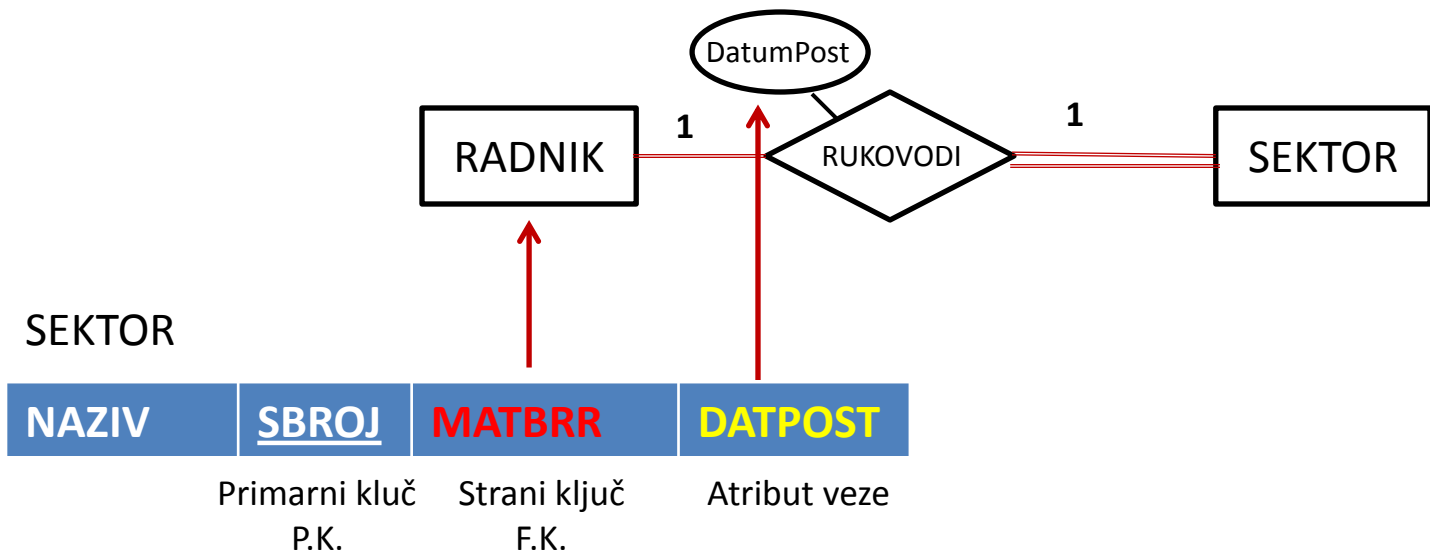 DatumPost
RADNIK
1
RUKOVODI
1
SEKTOR
SEKTOR
NAZIV SBROJ MATBRR DATPOST
Primarni kluč Strani ključ Atribut veze
P.K. F.K.